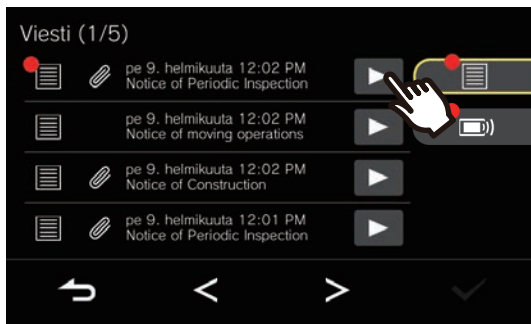 Viesti (1/5)
pe 9. helmikuuta 12:02 PM
Notice of Periodic Inspection
pe 9. helmikuuta 12:02 PM
Notice of moving operations
pe 9. helmikuuta 12:02 PM
Notice of Construction
pe 9. helmikuuta 12:01 PM
Notice of Periodic Inspection